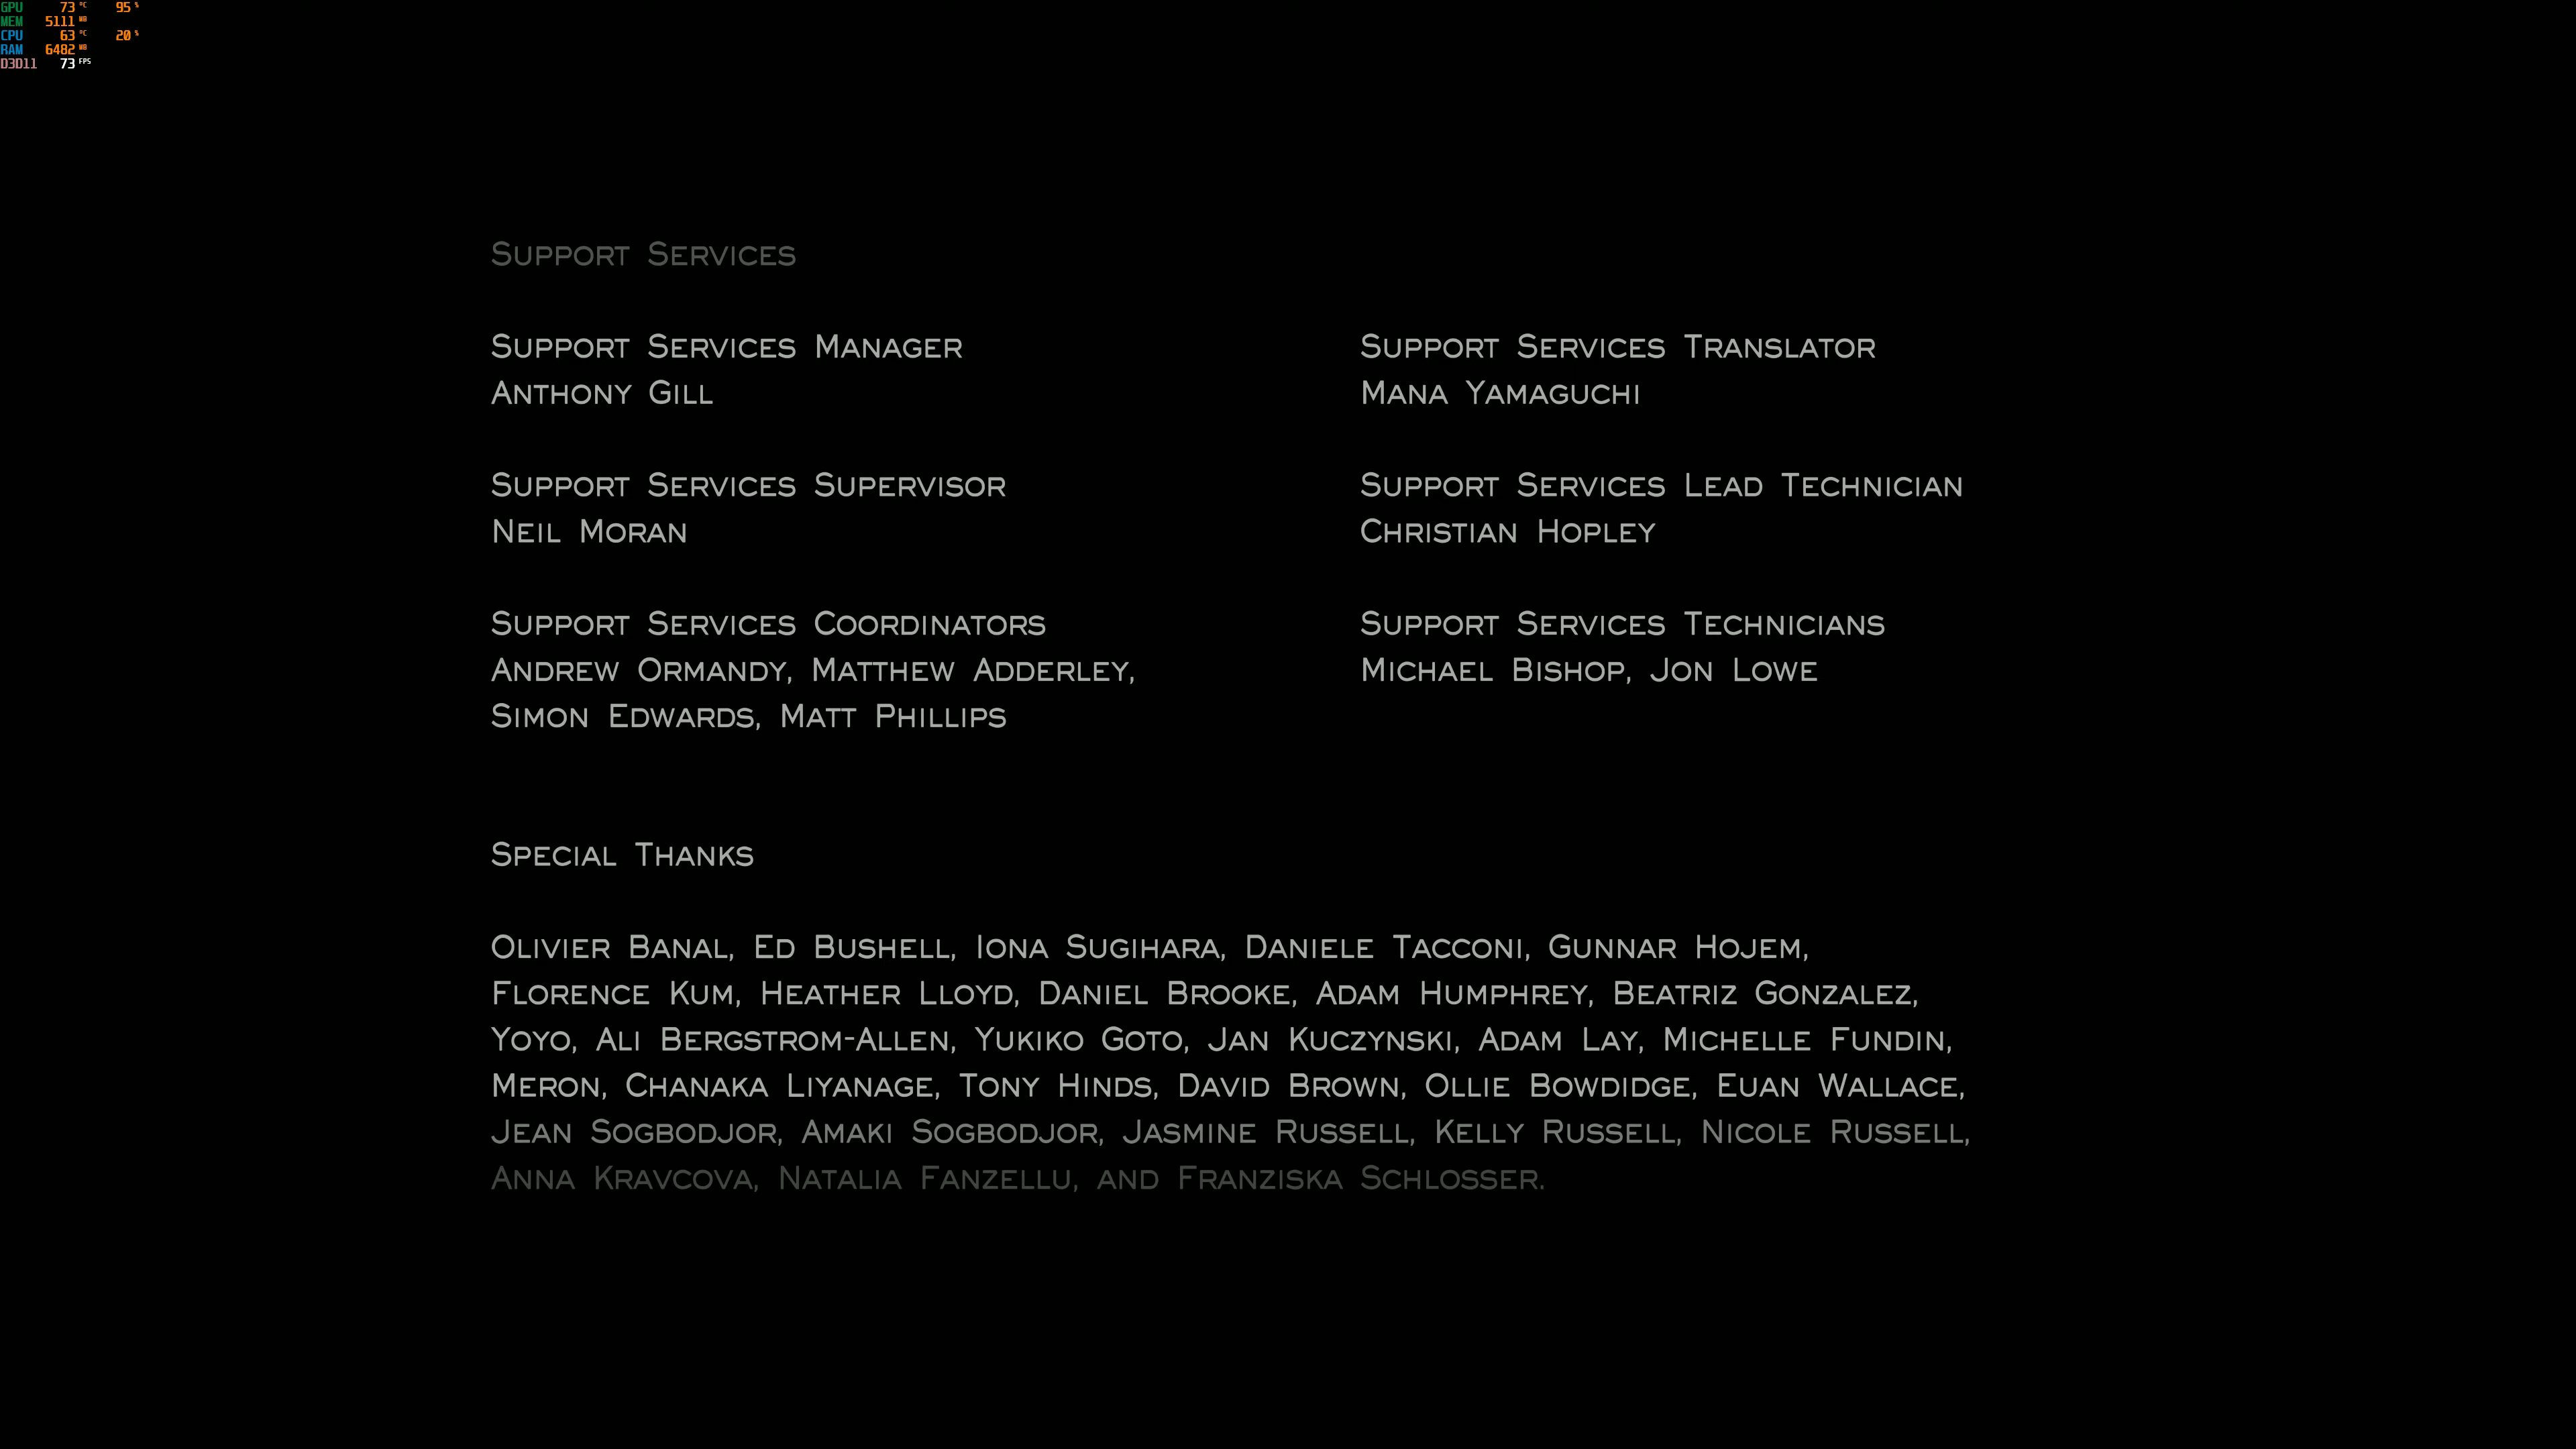 GPU 73 °C 95 %
MEM 5111 MB
CPU 63 °C 20 %
RAM 6482 MB
D3D11 73 FPS
Support Services
Support Services Manager
Anthony Gill
Support Services Supervisor
Neil Moran
Support Services Coordinators
Andrew Ormandy, Matthew Adderley,
Simon Edwards, Matt Phillips
Support Services Translator
Mana Yamaguchi
Support Services Lead Technician
Christian Hopley
Support Services Technicians
Michael Bishop, Jon Lowe
Special Thanks
Olivier Banal, Ed Bushell, Iona Sugihara, Daniele Tacconi, Gunnar Hojem,
Florence Kum, Heather Lloyd, Daniel Brooke, Adam Humphrey, Beatriz Gonzalez,
Yoyo, Ali Bergstrom-Allen, Yukiko Goto, Jan Kuczynski, Adam Lay, Michelle Fundin,
Meron, Chanaka Liyanage, Tony Hinds, David Brown, Ollie Bowdidge, Euan Wallace,
Jean Sogbodjor, Amaki Sogbodjor, Jasmine Russell, Kelly Russell, Nicole Russell,
Anna Kravcova, Natalia Fanzellu, and Franziska Schlosser.